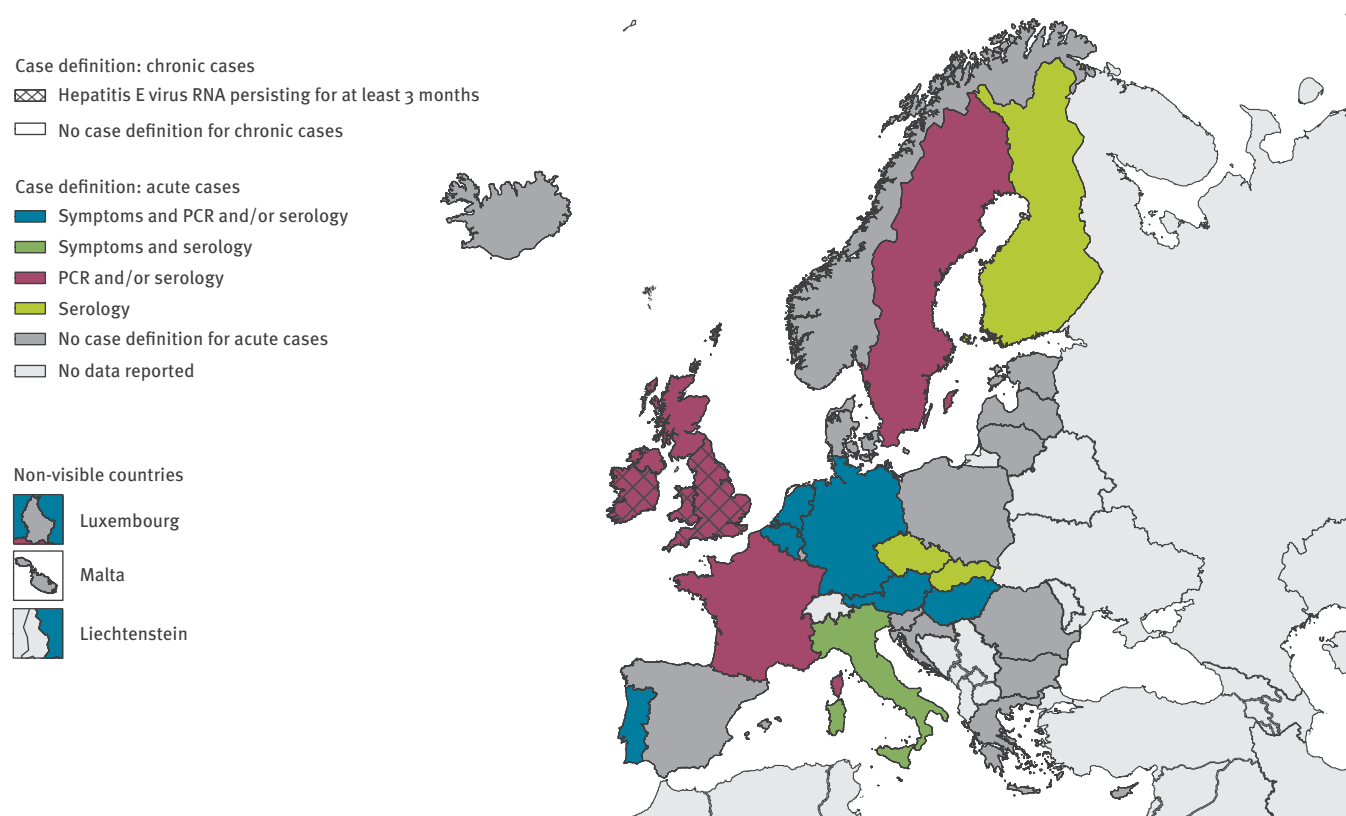 Case definition: chronic cases
Hepatitis E virus RNA persisting for at least 3 months
No case definition for chronic cases
Case definition: acute cases
Symptoms and PCR and/or serology
Symptoms and serology
PCR and/or serology
Serology
No case definition for acute cases
No data reported
Non-visible countries
Luxembourg
Malta
Liechtenstein